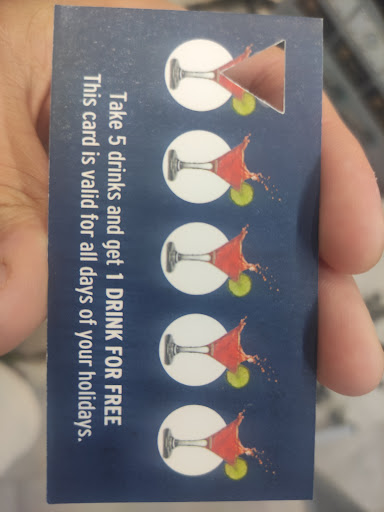 Take 5 drinks and get 1 DRINK FOR FREE
This card is valid for all days of your holidays.